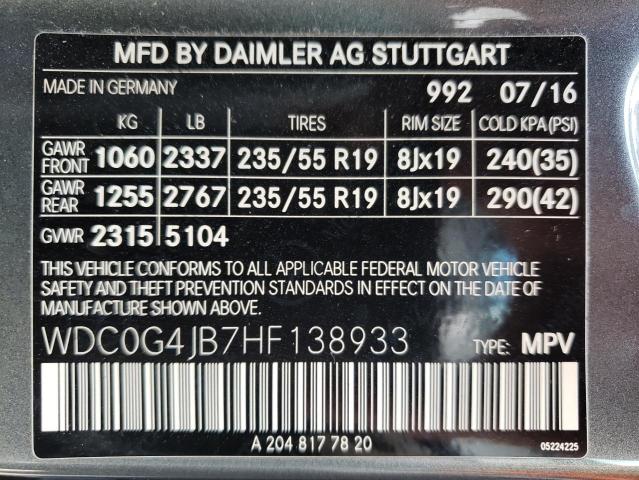 MFD BY DAIMLER AG STUTTGART
MADE IN GERMANY 992 07/16
KG LB TIRES RIM SIZE COLD KPA(PSI)
GAWR FRONT 1060 2337 235/55 R19 8Jx19 240(35)
GAWR REAR 1255 2767 235/55 R19 8Jx19 290(42)
GVWR 2315 5104
THIS VEHICLE CONFORMS TO ALL APPLICABLE FEDERAL MOTOR VEHICLE
SAFETY AND THEFT PREVENTION STANDARDS IN EFFECT ON THE DATE OF
MANUFACTURE SHOWN ABOVE.
WDC0G4JB7HF138933 TYPE: MPV
A 204 817 78 20 05224225